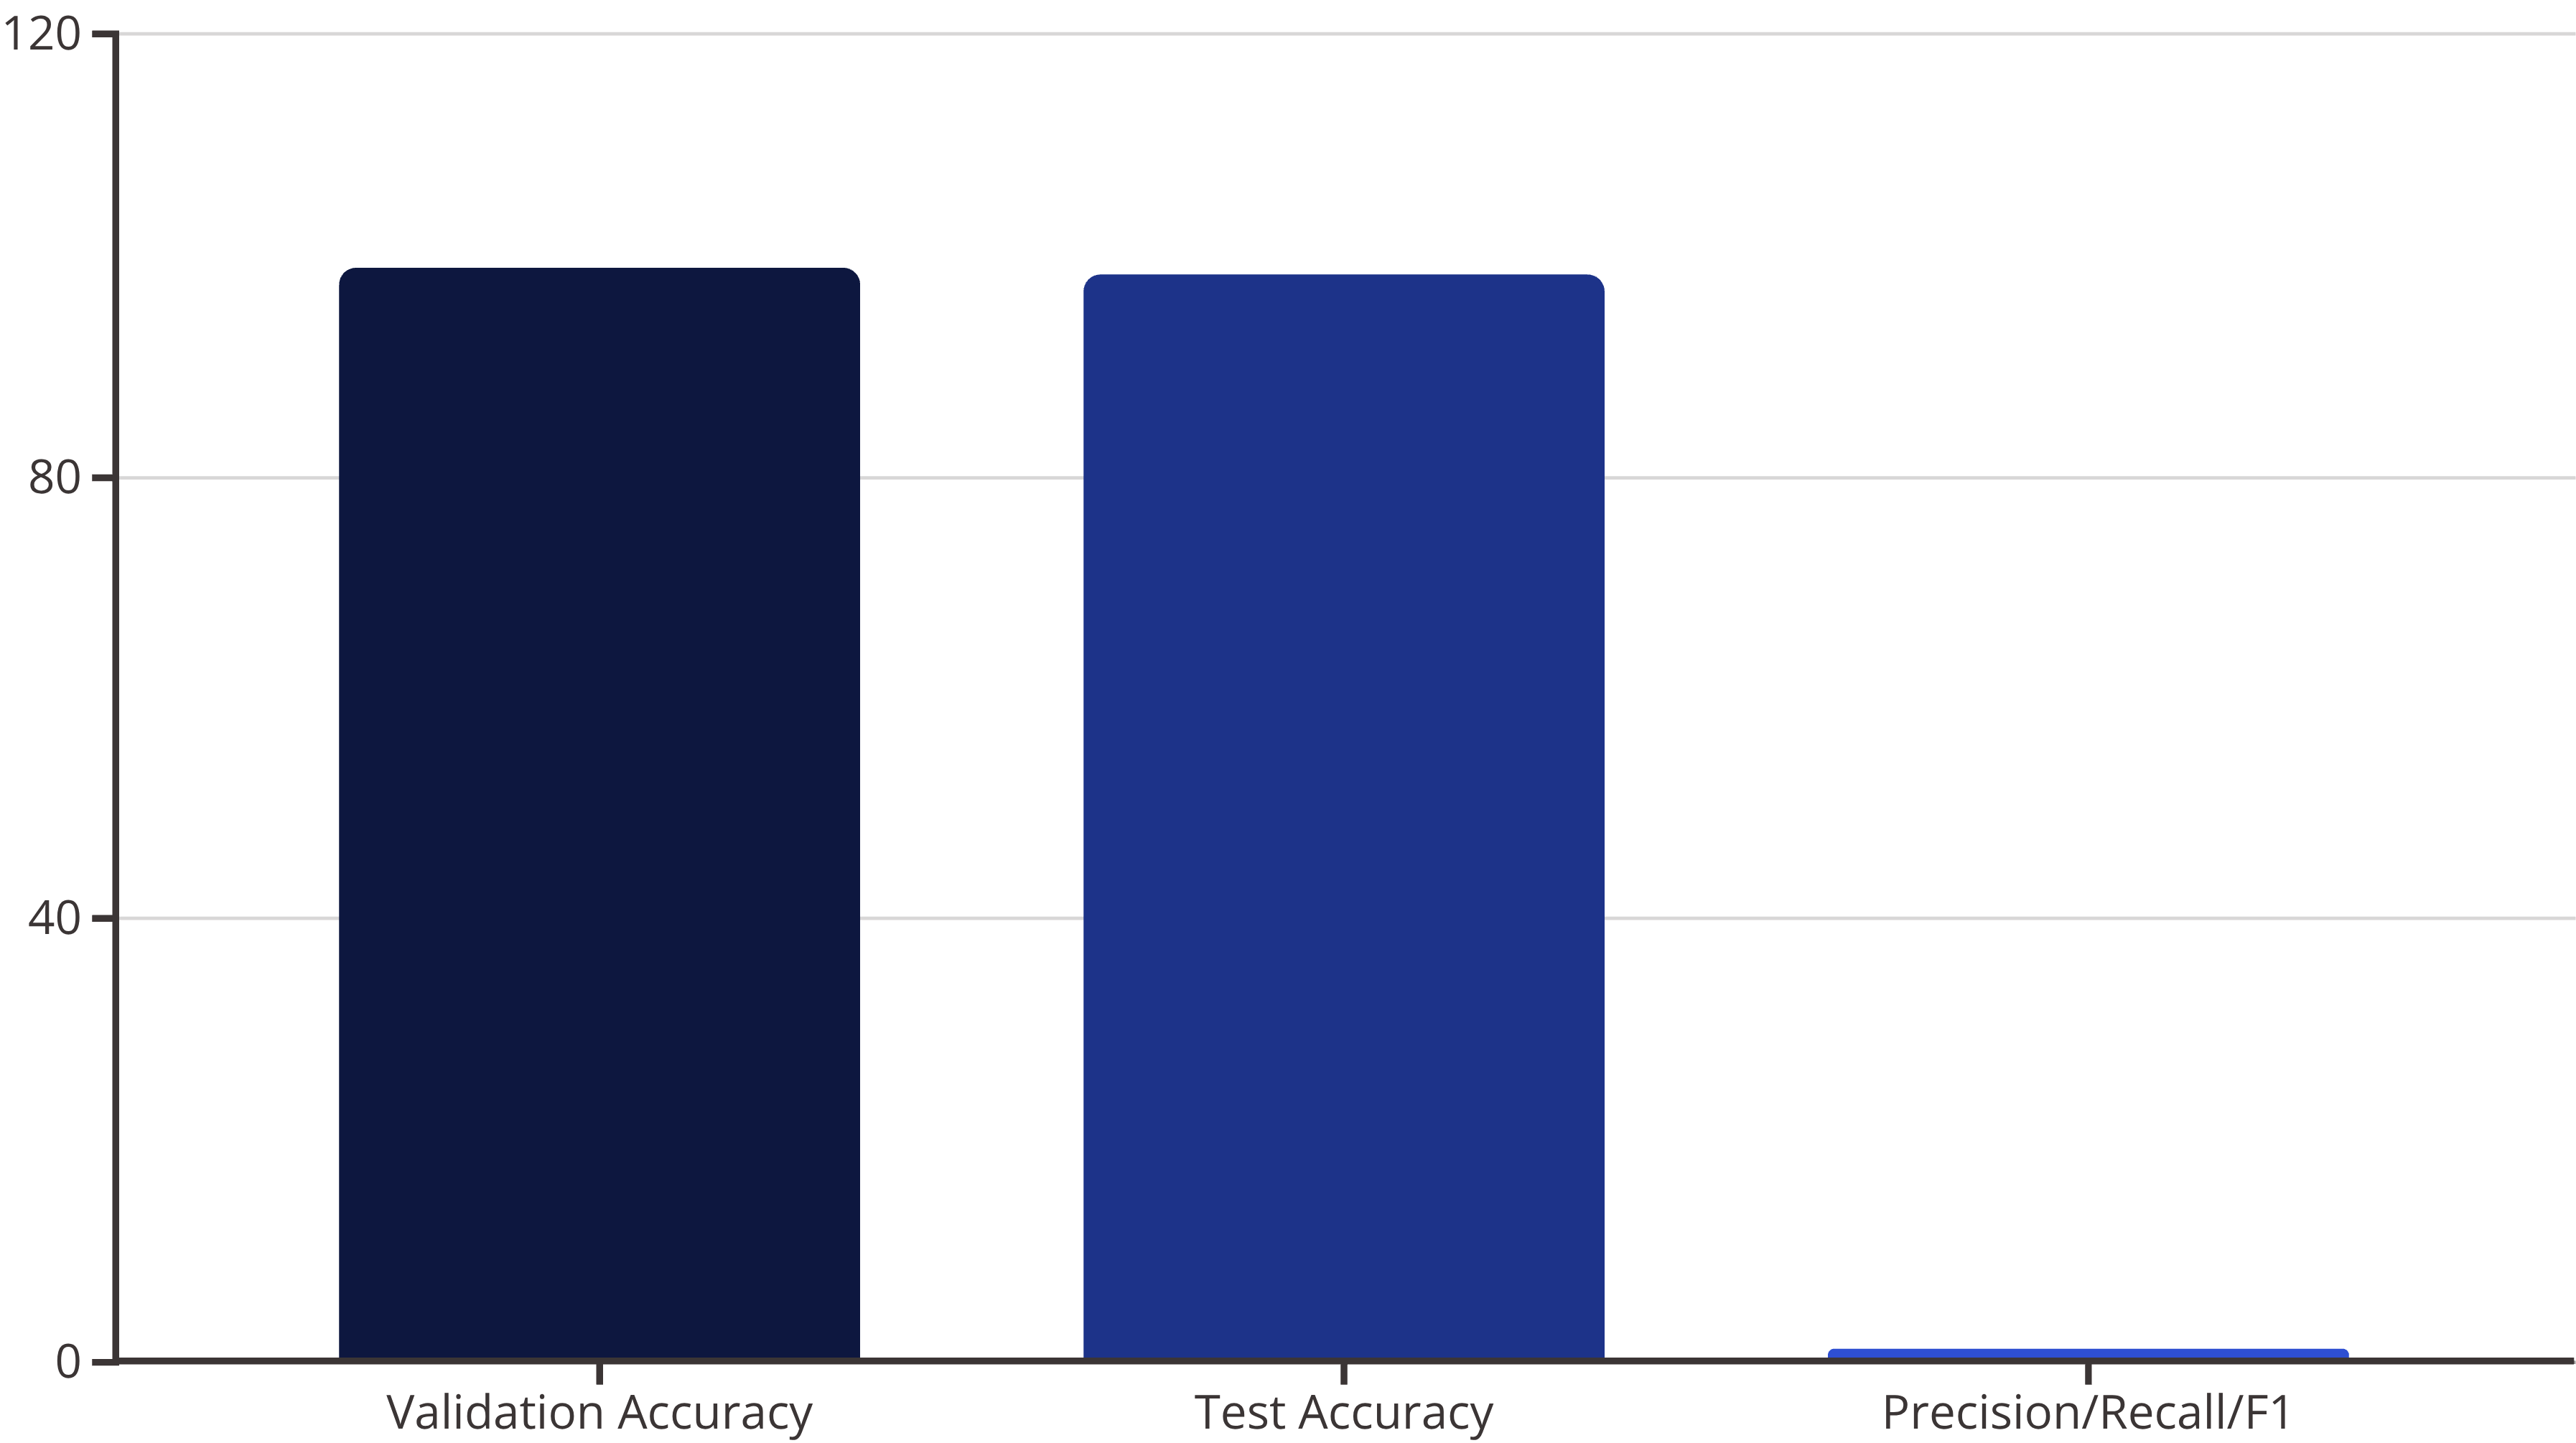 120
80
40
0
Validation Accuracy
Test Accuracy
Precision/Recall/F1